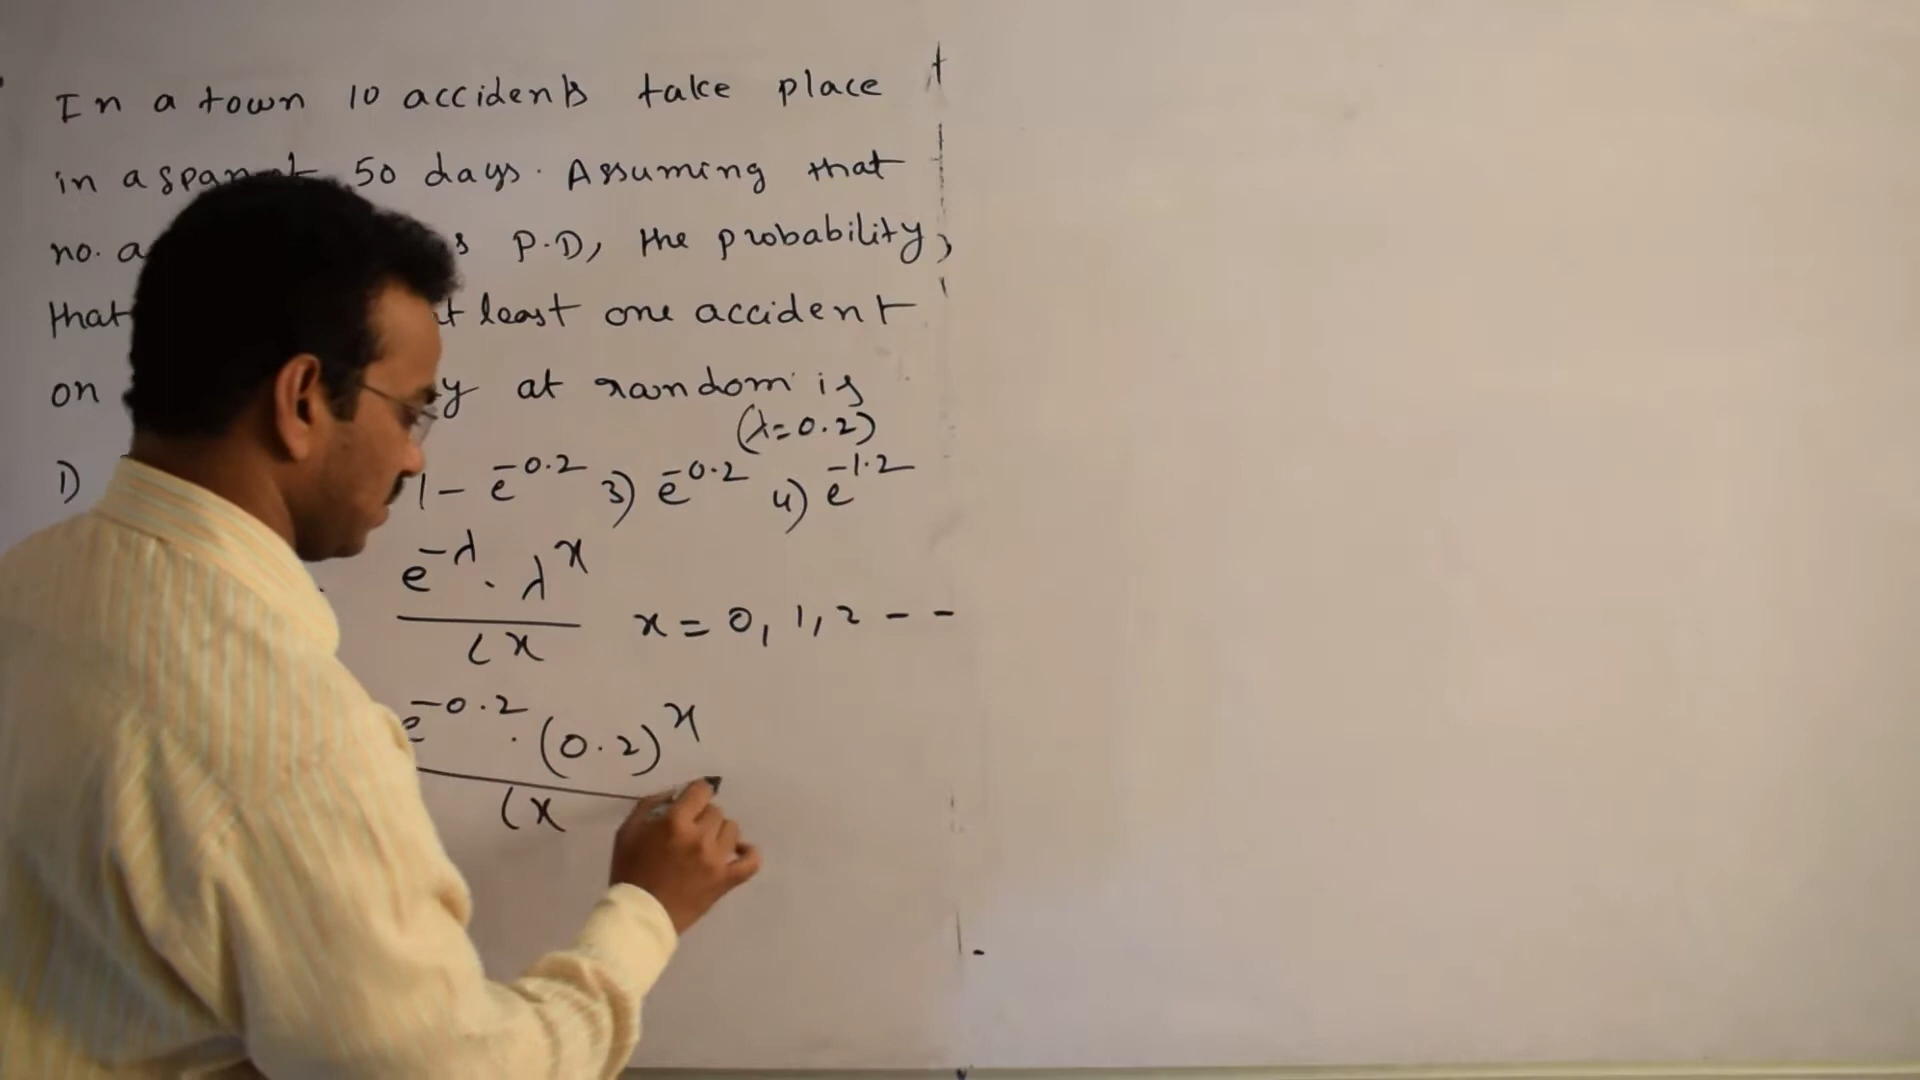 In a town 10 accidents take place
in a span 50 days. Assuming that
no. P.D, the probability,
that at least one accident
on at random is
(λ=0.2)
1) 1 - e^-0.2 3) e^-0.2 4) e^-1.2
e^-λ . λ^x
x = 0, 1, 2 - -
(x
e^-0.2 . (0.2)^x
(x